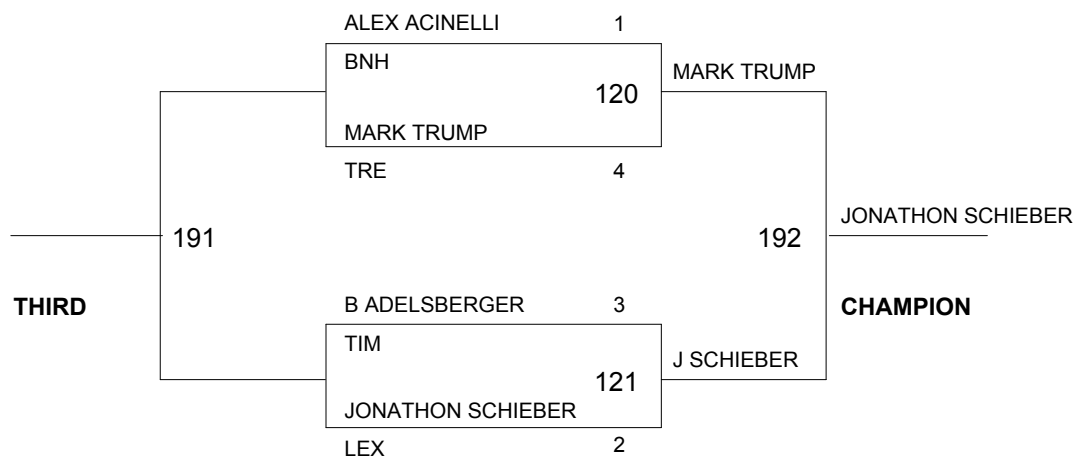 ALEX ACINELLI 1
BNH
MARK TRUMP
120
MARK TRUMP
TRE 4
JONATHON SCHIEBER
191
192
THIRD
B ADELSBERGER 3
CHAMPION
TIM
J SCHIEBER
121
JONATHON SCHIEBER
LEX 2